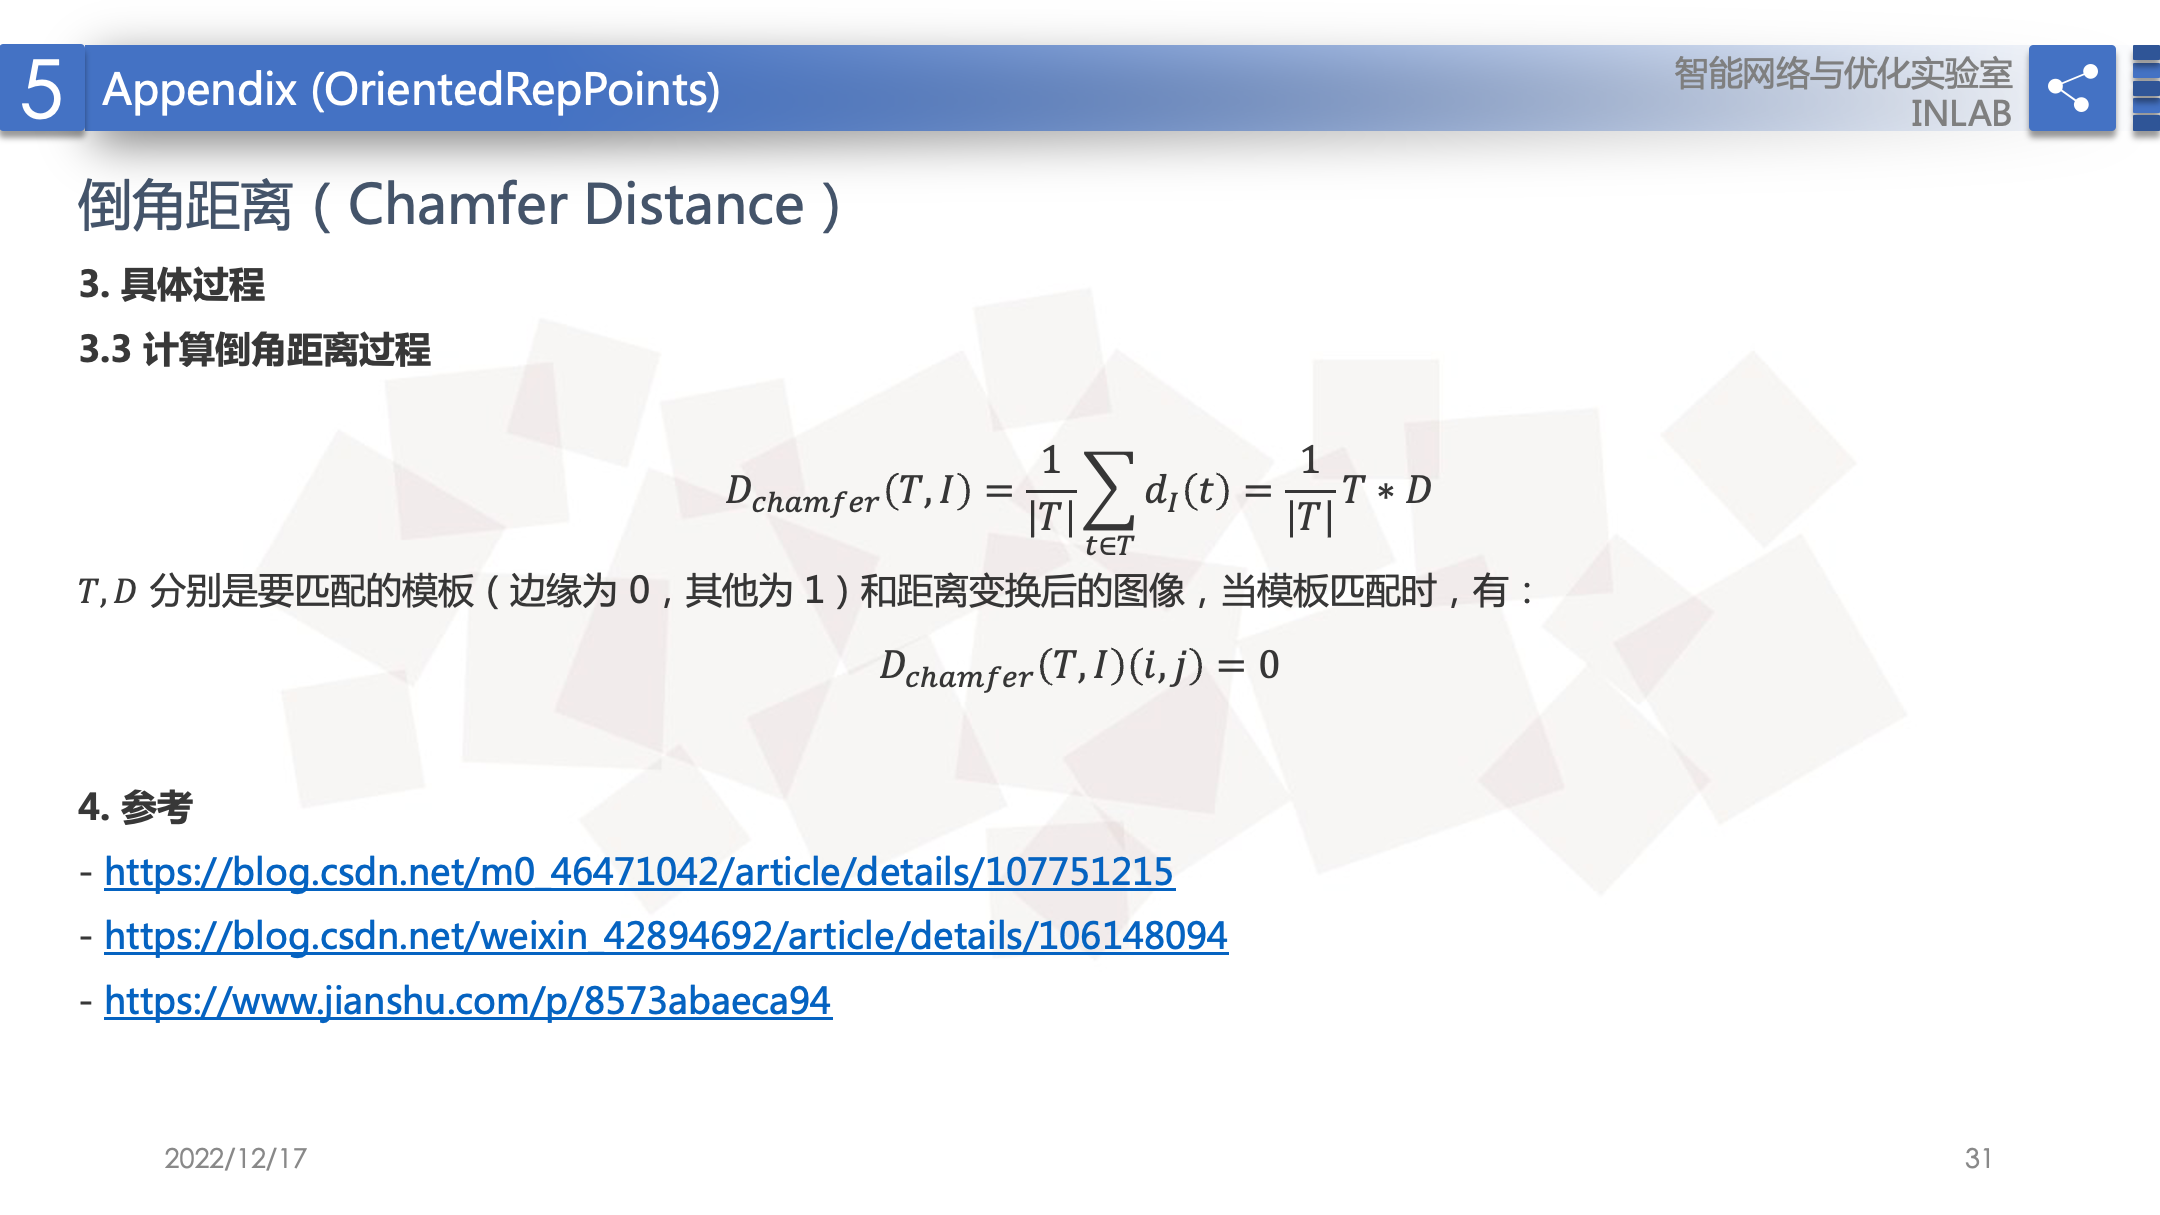 5 Appendix (OrientedRepPoints)
智能网络与优化实验室
INLAB
倒角距离（Chamfer Distance）
3. 具体过程
3.3 计算倒角距离过程
D_{chamfer}(T, I) = \frac{1}{|T|} \sum_{t∈T} d_I(t) = \frac{1}{|T|} T * D
T, D 分别是要匹配的模板（边缘为 0，其他为 1）和距离变换后的图像，当模板匹配时，有：
D_{chamfer}(T, I)(i, j) = 0
4. 参考
- https://blog.csdn.net/m0_46471042/article/details/107751215
- https://blog.csdn.net/weixin_42894692/article/details/106148094
- https://www.jianshu.com/p/8573abaeca94
2022/12/17
31